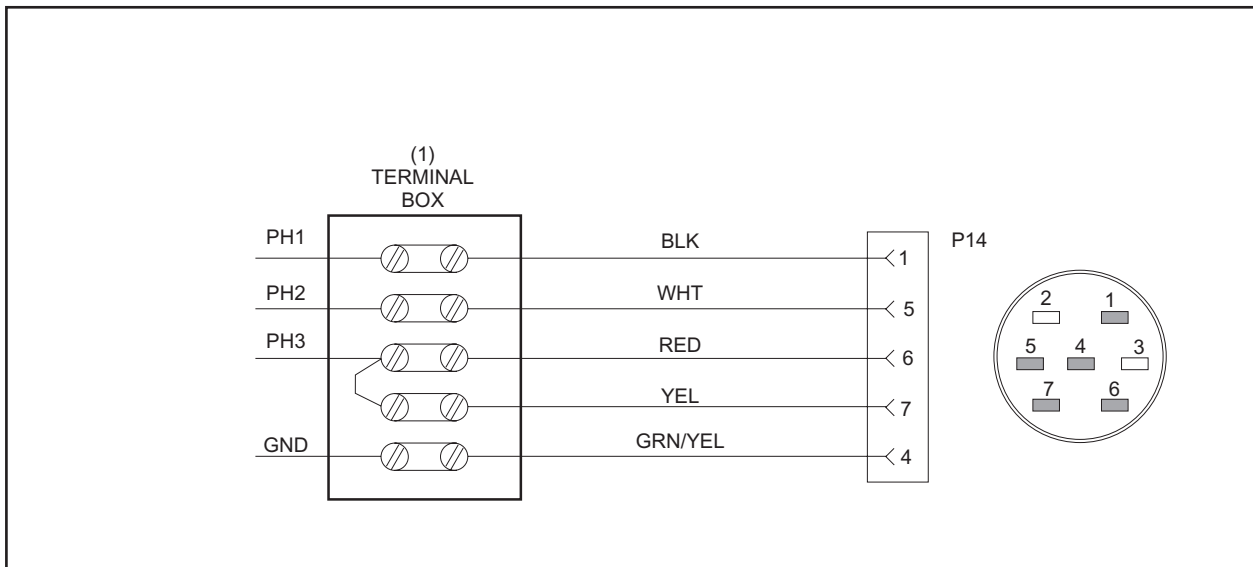 (1)
TERMINAL
BOX
PH1
BLK
1
P14
PH2
WHT
5
PH3
RED
6
YEL
7
GND
GRN/YEL
4
2 1
5 4 3
7 6